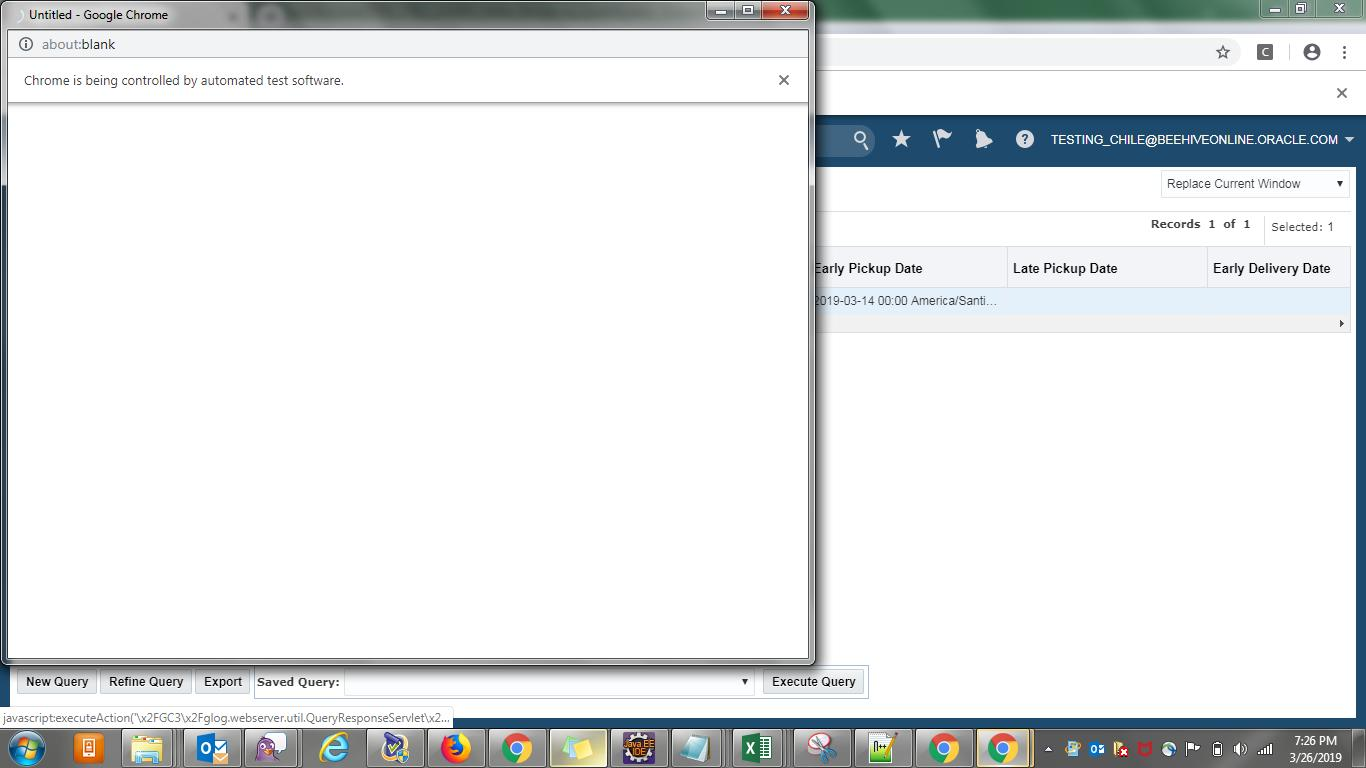 Untitled - Google Chrome
about:blank
Chrome is being controlled by automated test software.
C
TESTING_CHILE@BEEHIVEONLINE.ORACLE.COM
Replace Current Window
Records 1 of 1
Selected: 1
Early Pickup Date
Late Pickup Date
Early Delivery Date
2019-03-14 00:00 America/Santi...
New Query
Refine Query
Export
Saved Query:
Execute Query
javascript:executeAction("\x2FGC3\x2Fglog.webserver.util.QueryResponseServlet\x2...
Java EE
IDE
7:26 PM
3/26/2019